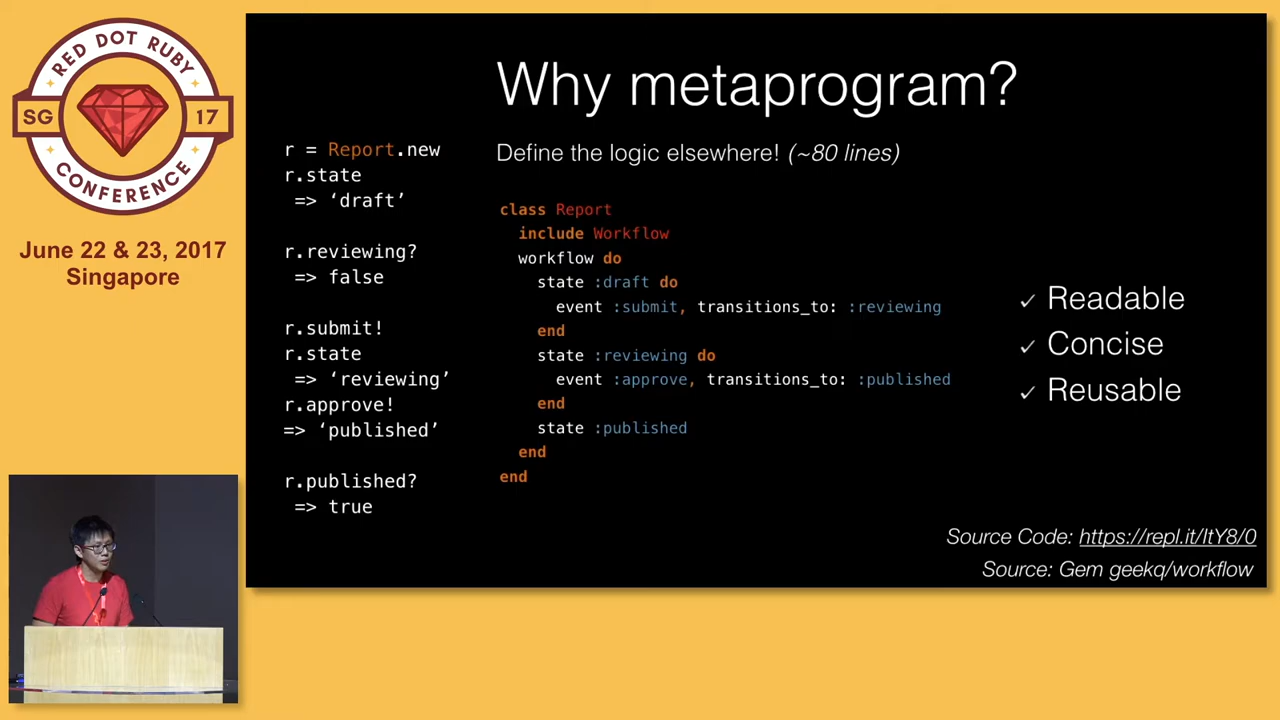 RED DOT RUBY
SG
17
CONFERENCE
June 22 & 23, 2017
Singapore
Why metaprogram?
Define the logic elsewhere! (~80 lines)
r = Report.new
r.state
=> ‘draft’
r.reviewing?
=> false
r.submit!
r.state
=> ‘reviewing’
r.approve!
=> ‘published’
r.published?
=> true
class Report
include Workflow
workflow do
state :draft do
event :submit, transitions_to: :reviewing
end
state :reviewing do
event :approve, transitions_to: :published
end
state :published
end
end
✓ Readable
✓ Concise
✓ Reusable
Source Code: https://repl.it/ItY8/0
Source: Gem geekq/workflow